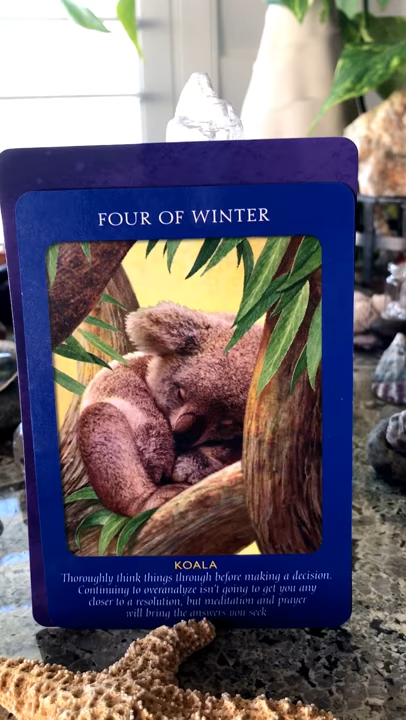 FOUR OF WINTER
KOALA
Thoroughly think things through before making a decision.
Continuing to overanalyze isn't going to get you any
closer to a resolution, but meditation and prayer
will bring the answers you seek.